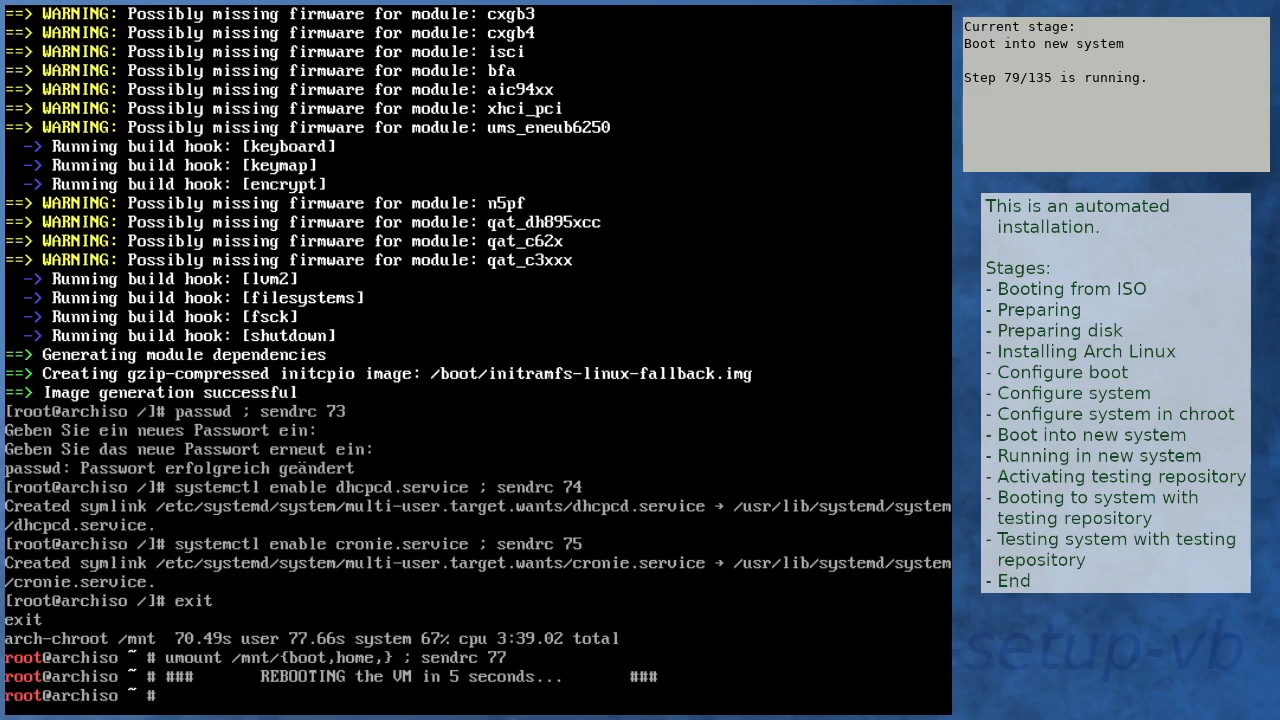 ==> WARNING: Possibly missing firmware for module: cxgb3
==> WARNING: Possibly missing firmware for module: cxgb4
==> WARNING: Possibly missing firmware for module: isci
==> WARNING: Possibly missing firmware for module: bfa
==> WARNING: Possibly missing firmware for module: aic94xx
==> WARNING: Possibly missing firmware for module: xhci_pci
==> WARNING: Possibly missing firmware for module: ums_eneub6250
  -> Running build hook: [keyboard]
  -> Running build hook: [keymap]
  -> Running build hook: [encrypt]
==> WARNING: Possibly missing firmware for module: n5pf
==> WARNING: Possibly missing firmware for module: qat_dh895xcc
==> WARNING: Possibly missing firmware for module: qat_c62x
==> WARNING: Possibly missing firmware for module: qat_c3xxx
  -> Running build hook: [lvm2]
  -> Running build hook: [filesystems]
  -> Running build hook: [fsck]
  -> Running build hook: [shutdown]
==> Generating module dependencies
==> Creating gzip-compressed initcpio image: /boot/initramfs-linux-fallback.img
==> Image generation successful
[root@archiso /]# passwd ; sendrc 73
Geben Sie ein neues Passwort ein:
Geben Sie das neue Passwort erneut ein:
passwd: Passwort erfolgreich geändert
[root@archiso /]# systemctl enable dhcpcd.service ; sendrc 74
Created symlink /etc/systemd/system/multi-user.target.wants/dhcpcd.service → /usr/lib/systemd/system
/dhcpcd.service.
[root@archiso /]# systemctl enable cronie.service ; sendrc 75
Created symlink /etc/systemd/system/multi-user.target.wants/cronie.service → /usr/lib/systemd/system
/cronie.service.
[root@archiso /]# exit
exit
arch-chroot /mnt  70.49s user 77.66s system 67% cpu 3:39.02 total
root@archiso ~ # umount /mnt/{boot,home,} ; sendrc 77
root@archiso ~ # ###       REBOOTING the VM in 5 seconds...       ###
root@archiso ~ #
Current stage:
Boot into new system
Step 79/135 is running.
This is an automated
installation.
Stages:
- Booting from ISO
- Preparing
- Preparing disk
- Installing Arch Linux
- Configure boot
- Configure system
- Configure system in chroot
- Boot into new system
- Running in new system
- Activating testing repository
- Booting to system with
testing repository
- Testing system with testing
repository
- End
setup-vb